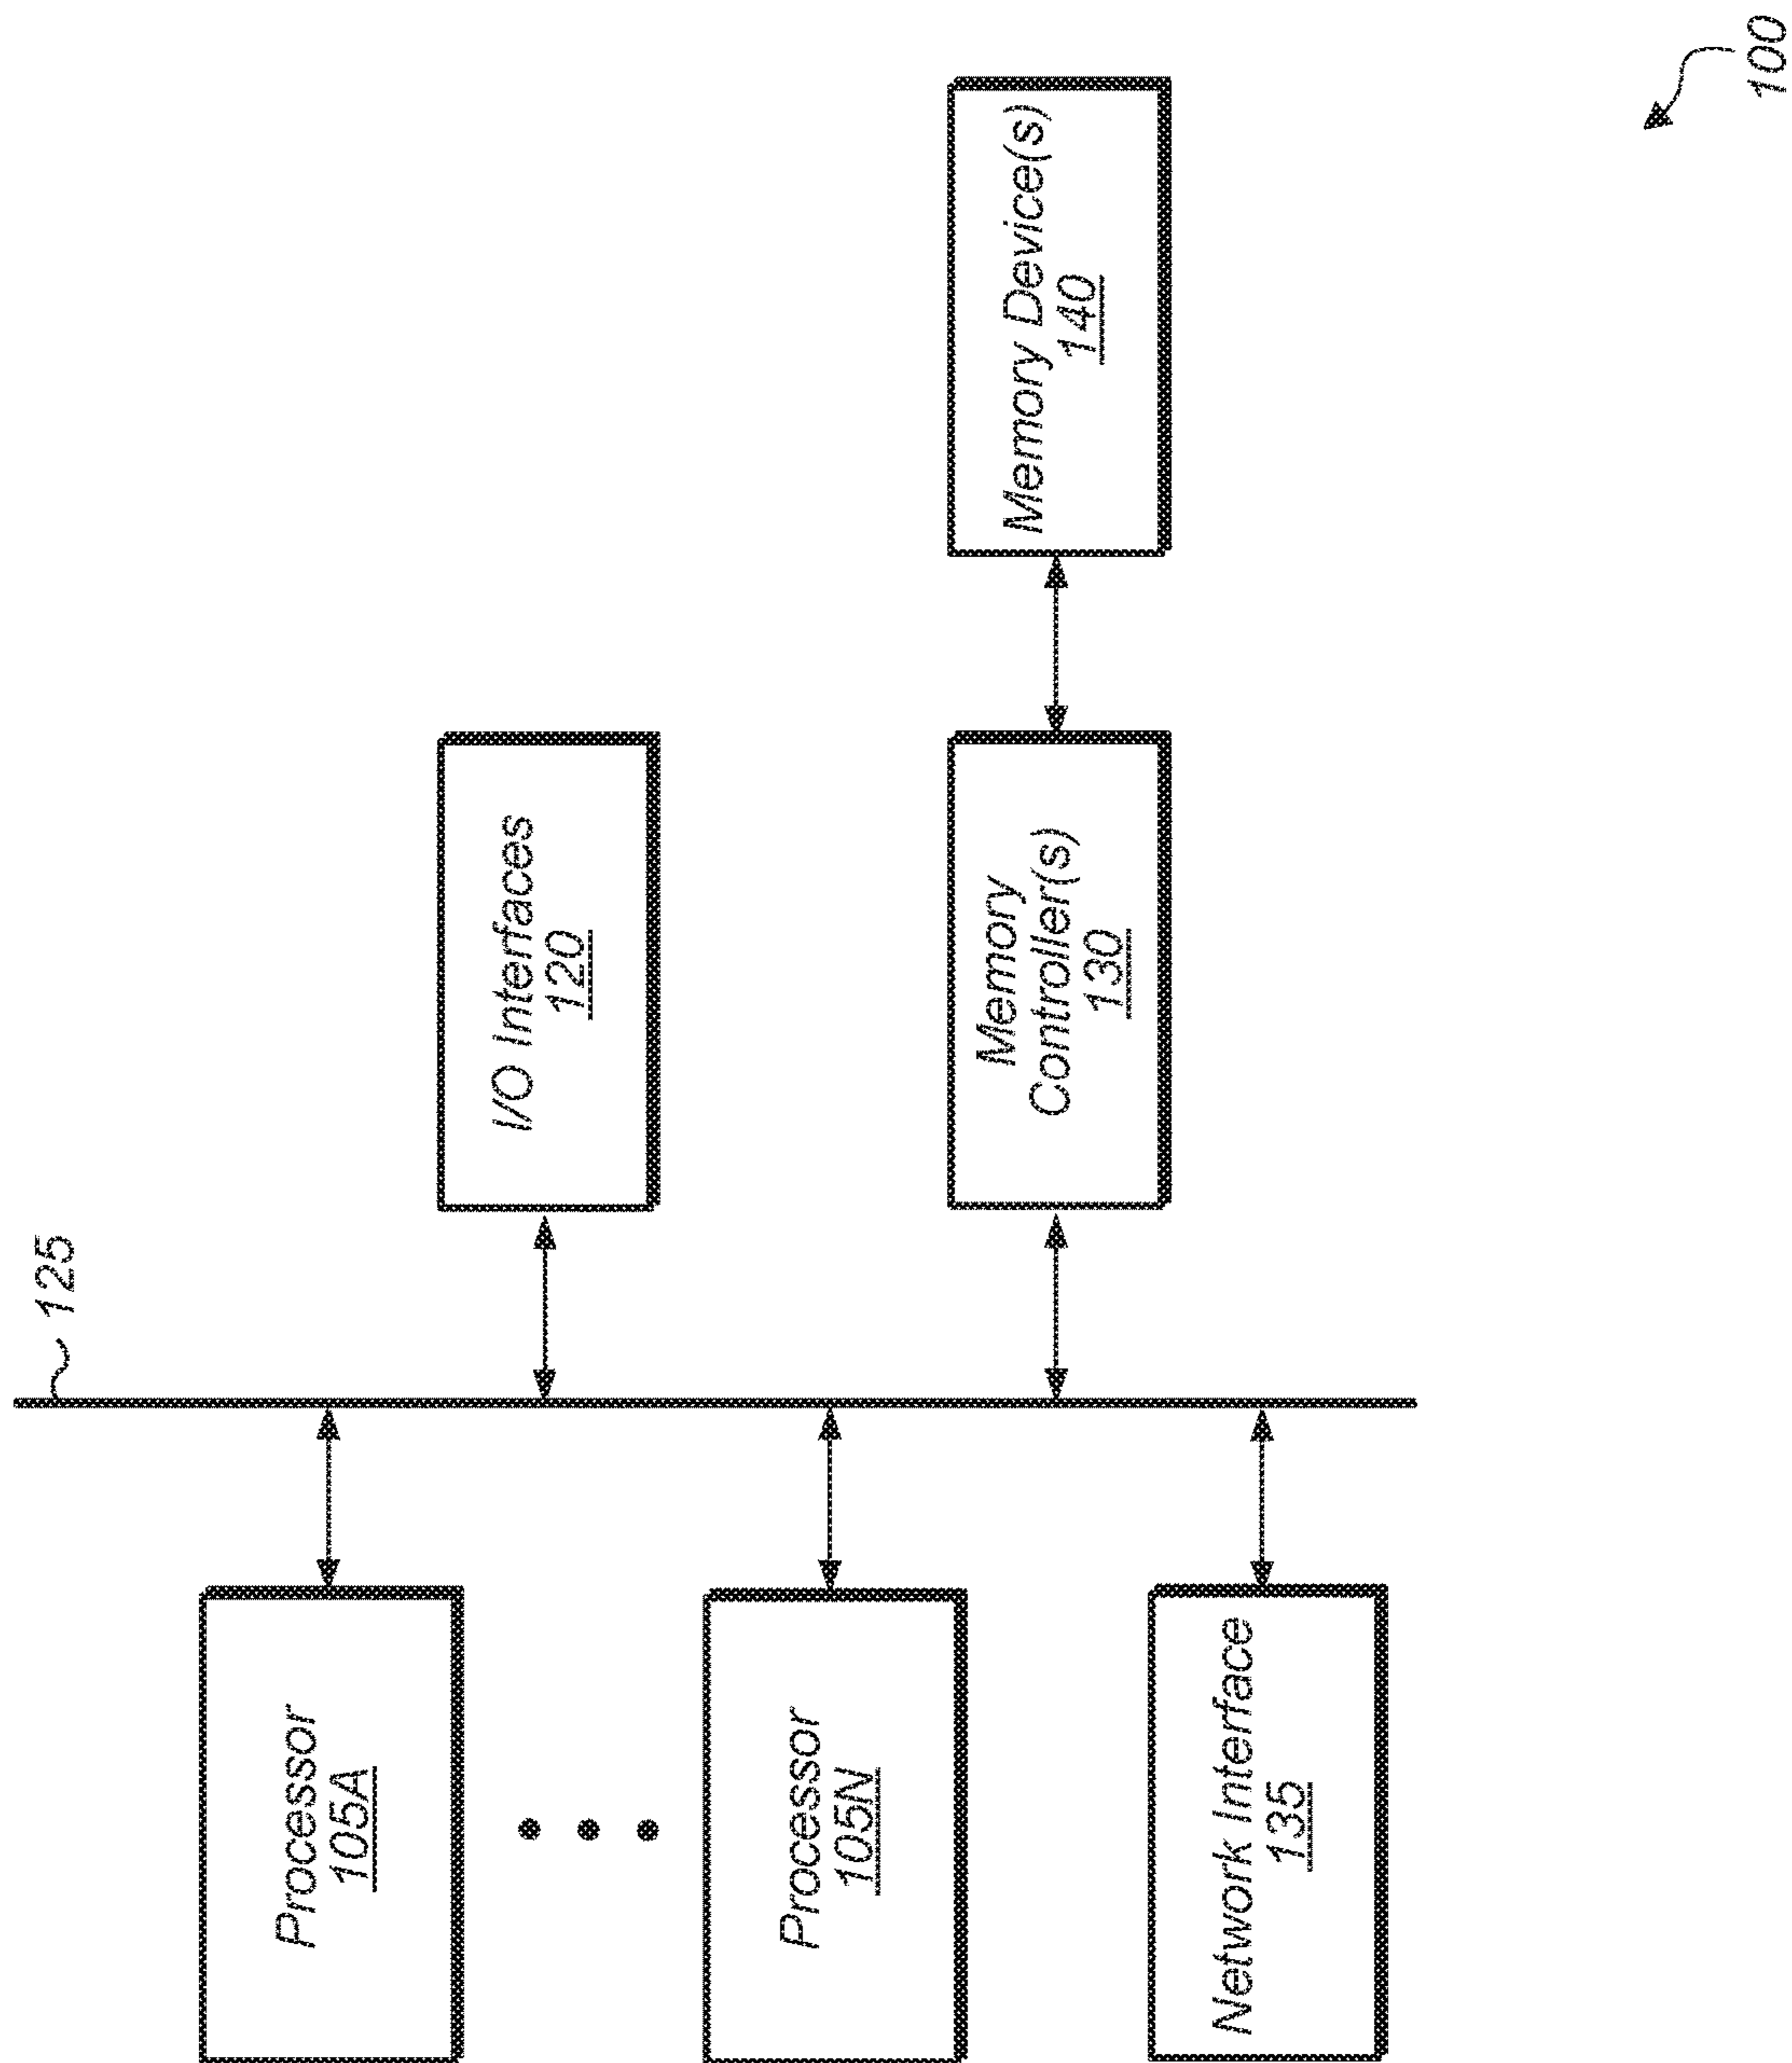 125
Processor
105A
I/O Interfaces
120
Processor
105N
Memory
Controller(s)
130
Memory Device(s)
140
Network Interface
135
100